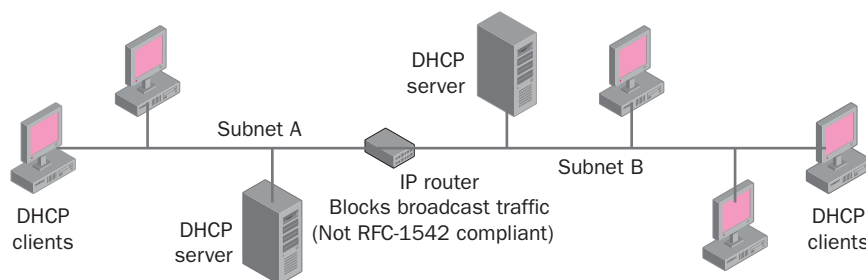 DHCP
server
Subnet A
Subnet B
IP router
Blocks broadcast traffic
(Not RFC-1542 compliant)
DHCP
clients
DHCP
server
DHCP
clients